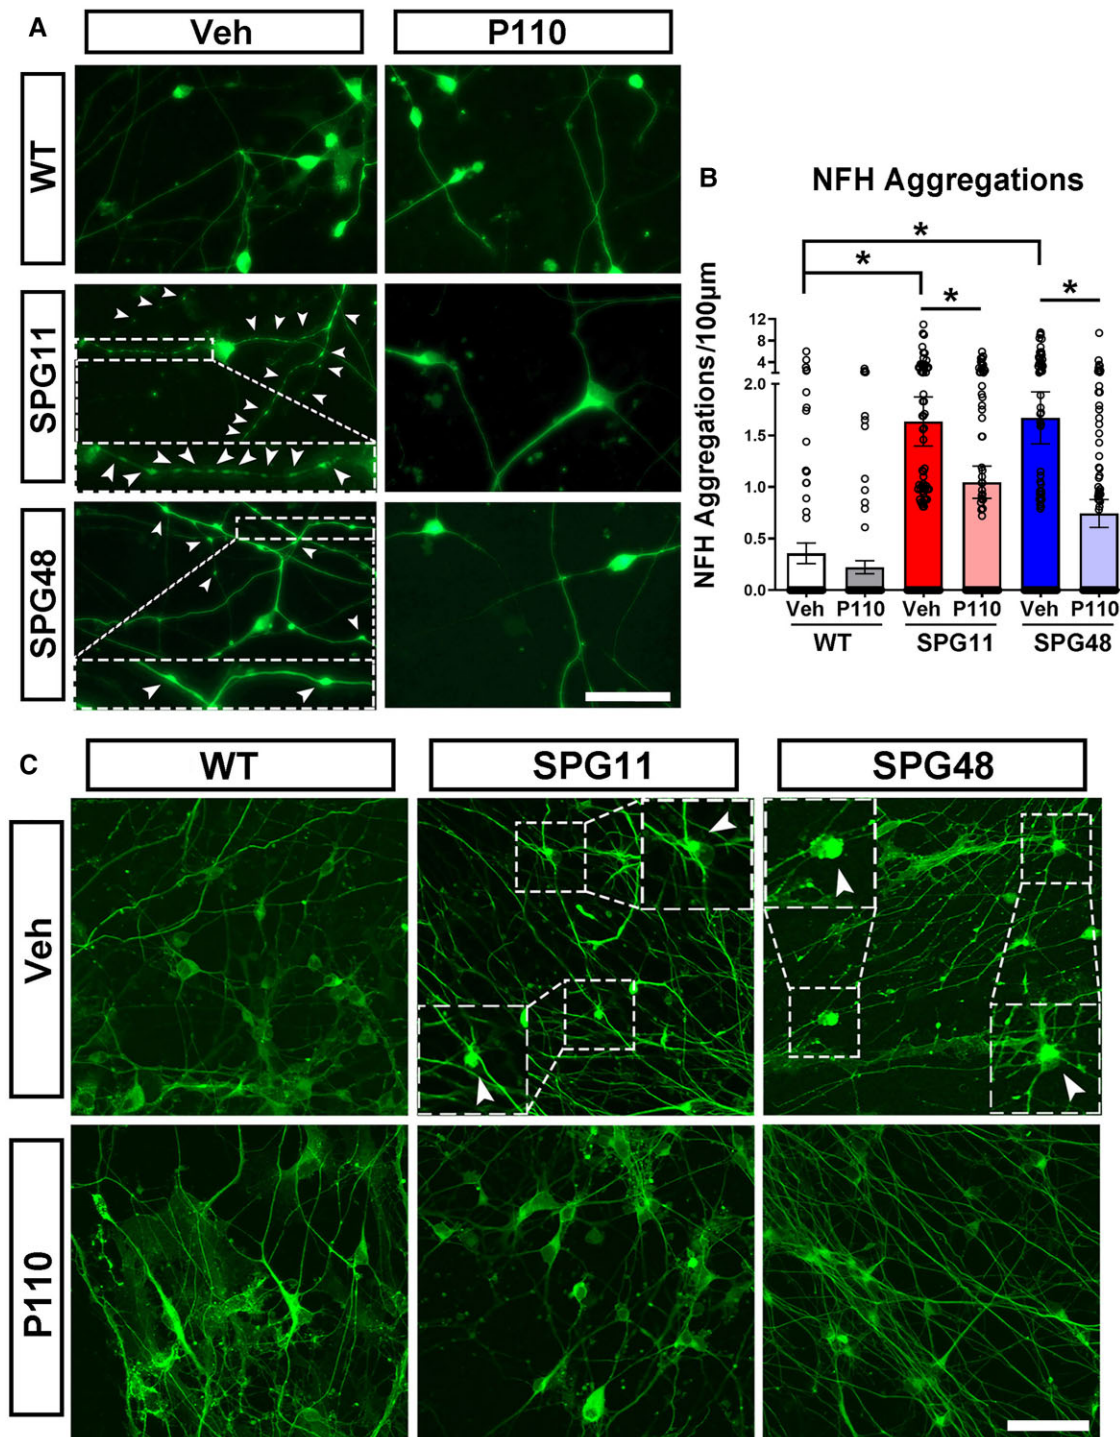 A
Veh
P110
WT
SPG11
SPG48
B
NFH Aggregations
*
*
*
*
NFH Aggregations/100µm
12
8
4
2.0
1.5
1.0
0.5
0.0
Veh P110 Veh P110 Veh P110
WT SPG11 SPG48
C
WT
SPG11
SPG48
Veh
P110